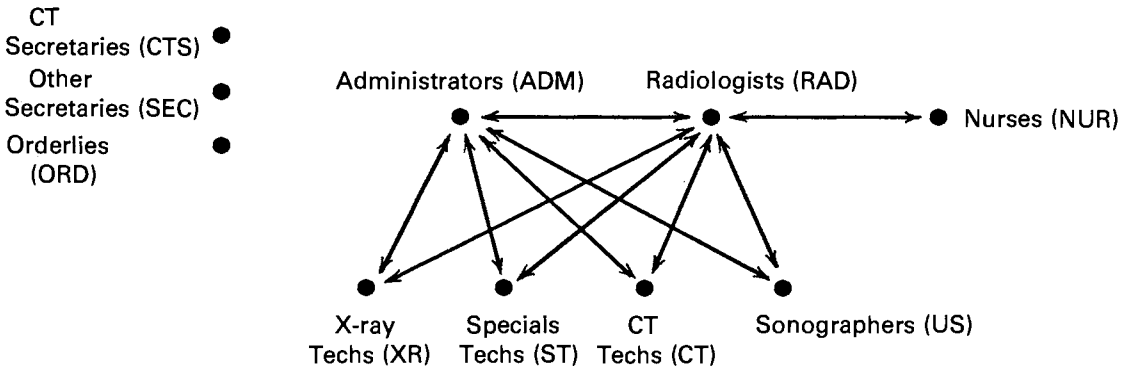 CT
Secretaries (CTS)
Other
Secretaries (SEC)
Orderlies
(ORD)
Administrators (ADM)
Radiologists (RAD)
Nurses (NUR)
X-ray
Techs (XR)
Specials
Techs (ST)
CT
Techs (CT)
Sonographers (US)